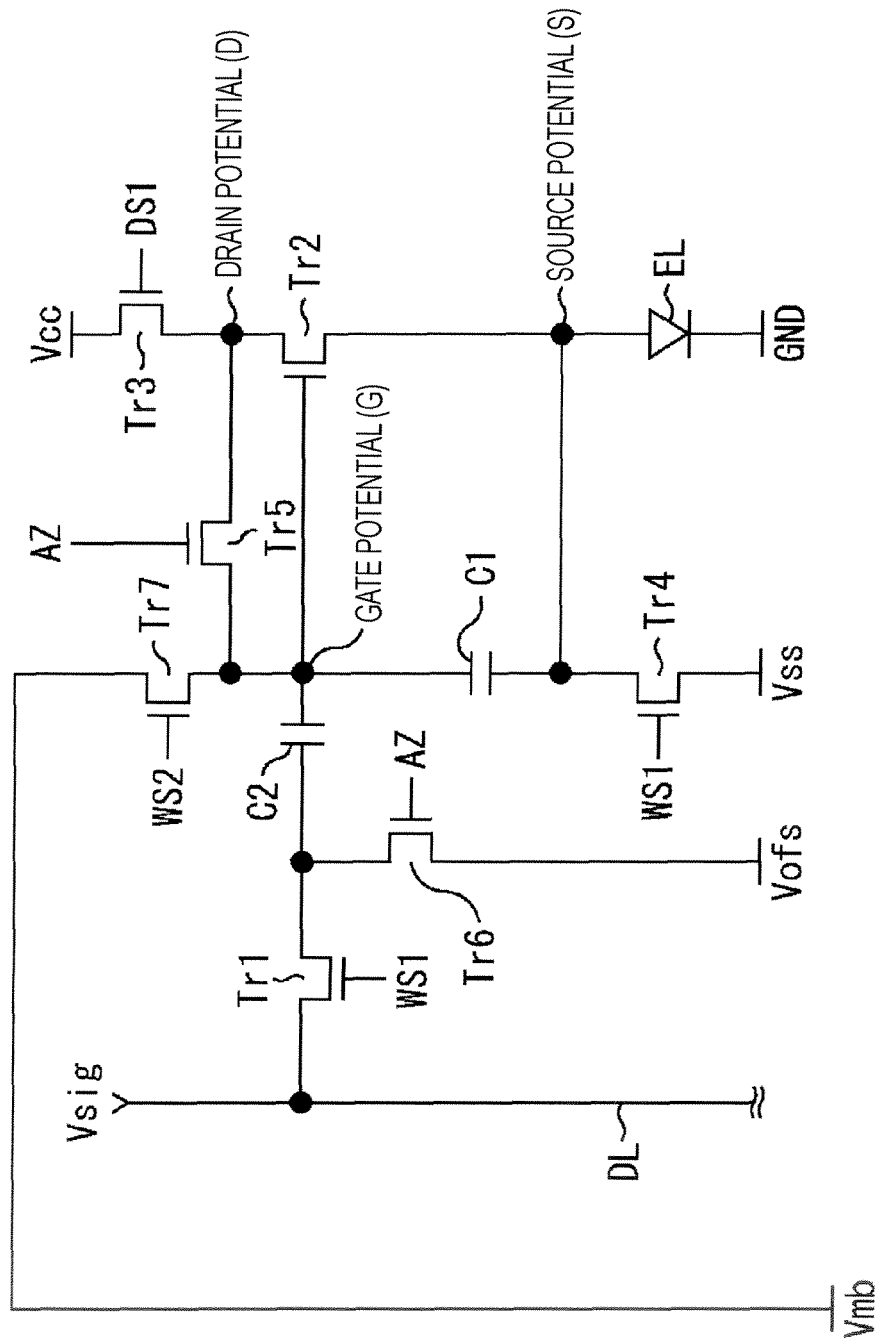 Vsig
DL
Vmb
Tr1
WS1
Tr6
AZ
Vofs
C2
WS2
Tr7
GATE POTENTIAL (G)
C1
WS1
Tr4
Vss
AZ
Tr5
Vcc
Tr3
DS1
DRAIN POTENTIAL (D)
Tr2
SOURCE POTENTIAL (S)
EL
GND